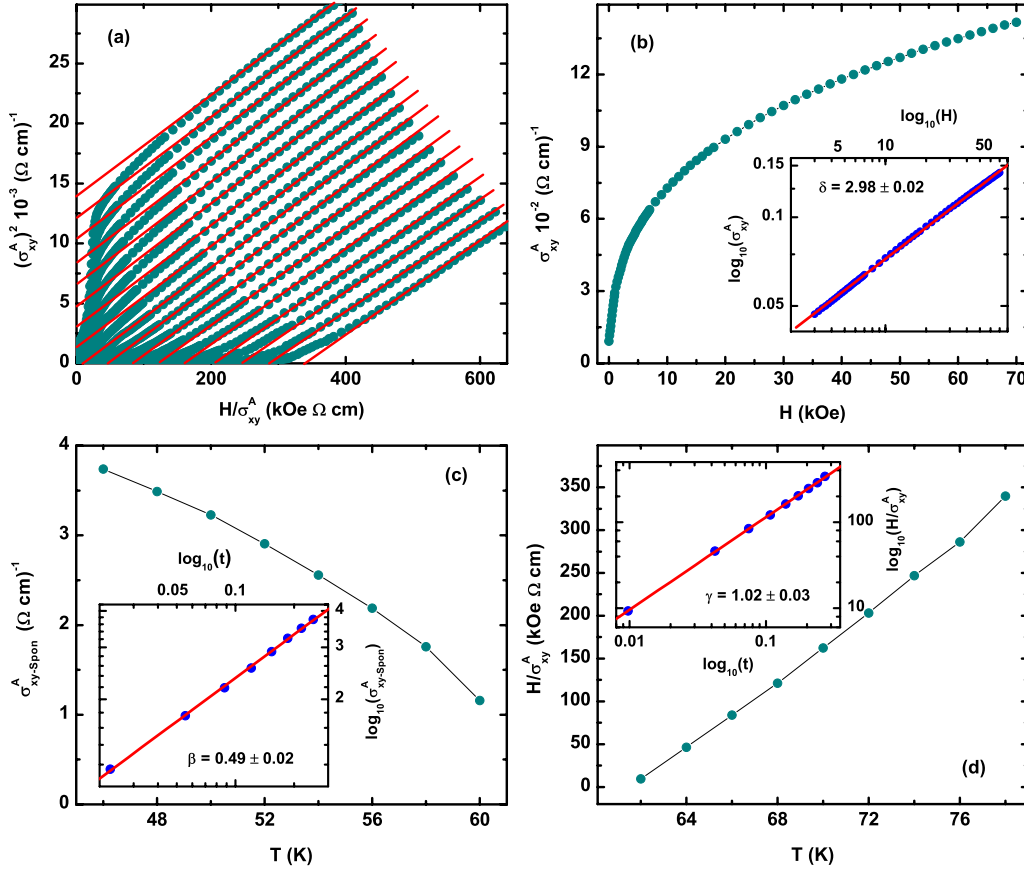 (a)
(σ^A_xy)² 10⁻³ (Ω cm)⁻¹
25
20
15
10
5
0
0 200 400 600
H/σ^A_xy (kOe Ω cm)
(b)
σ^A_xy 10⁻² (Ω cm)⁻¹
12
9
6
3
0
0 10 20 30 40 50 60 70
H (kOe)
log₁₀(H)
5 10 50
0.15
0.1
0.05
log₁₀(σ^A_xy)
δ = 2.98 ± 0.02
(c)
σ^A_xy-Spon (Ω cm)⁻¹
4
3
2
1
0
48 52 56 60
T (K)
log₁₀(t)
0.05 0.1
4
3
2
log₁₀(σ^A_xy-Spon)
β = 0.49 ± 0.02
(d)
H/σ^A_xy (kOe Ω cm)
350
300
250
200
150
100
50
0
64 68 72 76
T (K)
100
10
log₁₀(H/σ^A_xy)
γ = 1.02 ± 0.03
0.01 0.1
log₁₀(t)